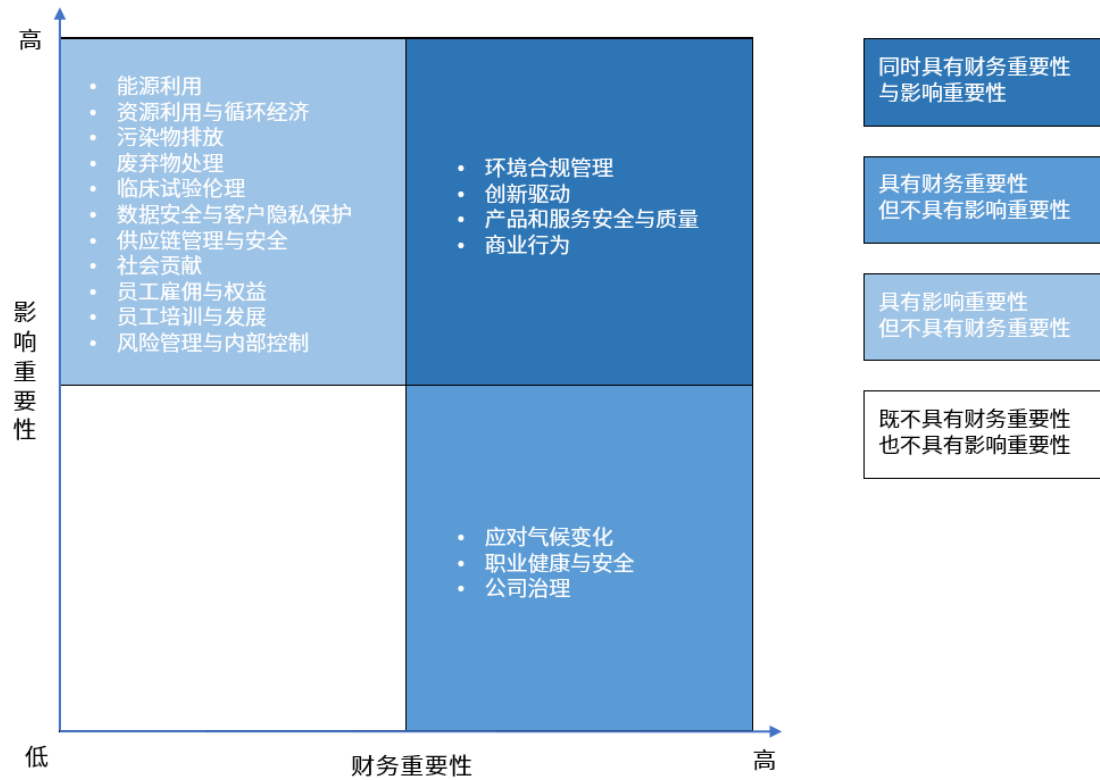 高
• 能源利用
• 资源利用与循环经济
• 污染物排放
• 废弃物处理
• 临床试验伦理
• 数据安全与客户隐私保护
• 供应链管理与安全
• 社会贡献
• 员工雇佣与权益
• 员工培训与发展
• 风险管理与内部控制
• 环境合规管理
• 创新驱动
• 产品和服务安全与质量
• 商业行为
• 应对气候变化
• 职业健康与安全
• 公司治理
影响重要性
低
财务重要性
高
同时具有财务重要性
与影响重要性
具有财务重要性
但不具有影响重要性
具有影响重要性
但不具有财务重要性
既不具有财务重要性
也不具有影响重要性